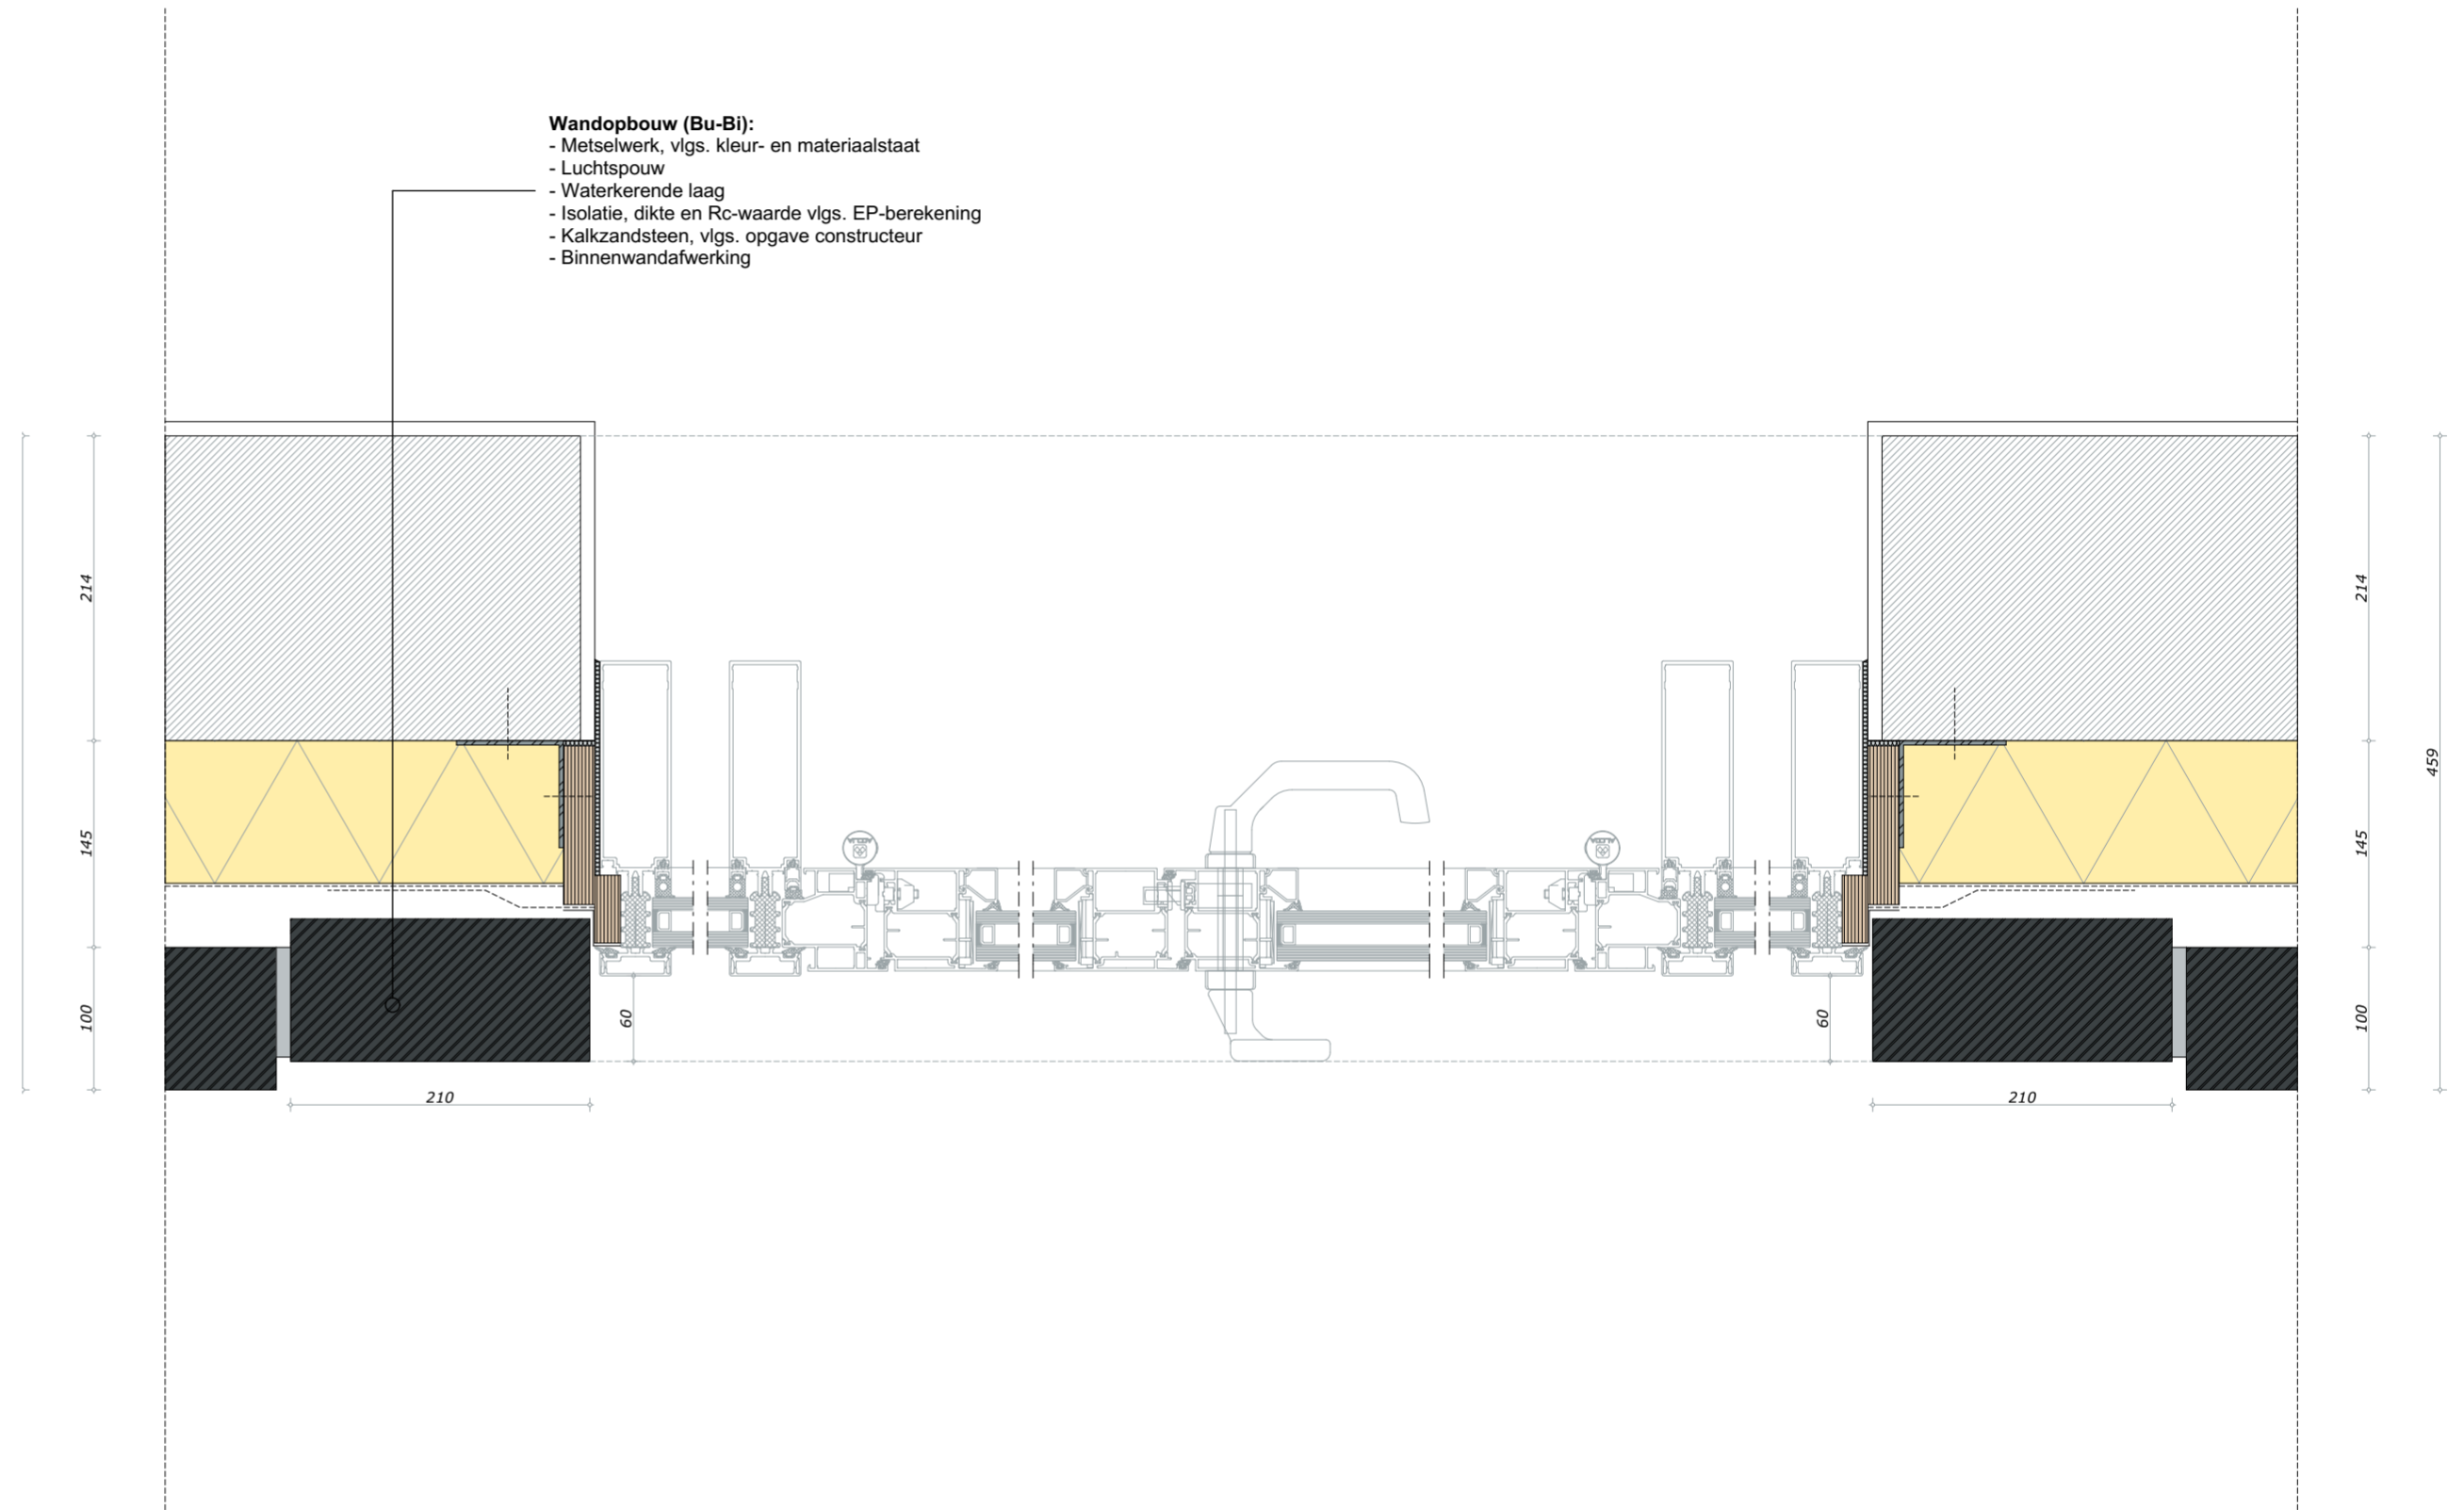 Wandopbouw (Bu-Bi):
- Metselwerk, vlgs. kleur- en materiaalstaat
- Luchtspouw
- Waterkerende laag
- Isolatie, dikte en Rc-waarde vlgs. EP-berekening
- Kalkzandsteen, vlgs. opgave constructeur
- Binnenwandafwerking
214
214
459
145
145
100
60
60
100
210
210